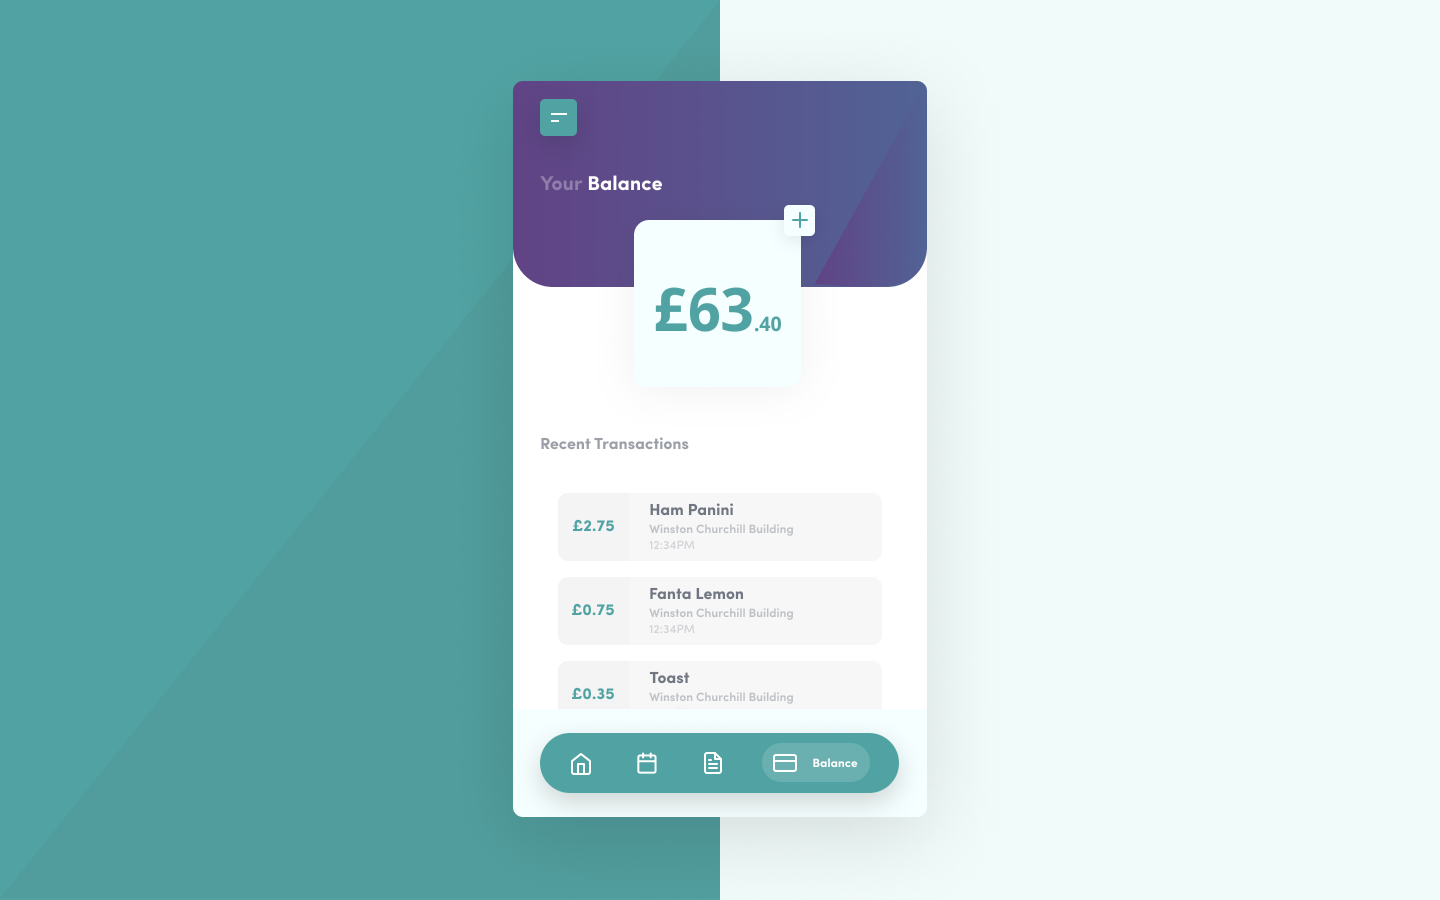 Your Balance
£63.40
Recent Transactions
£2.75
Ham Panini
Winston Churchill Building
12:34PM
£0.75
Fanta Lemon
Winston Churchill Building
12:34PM
£0.35
Toast
Winston Churchill Building
Balance